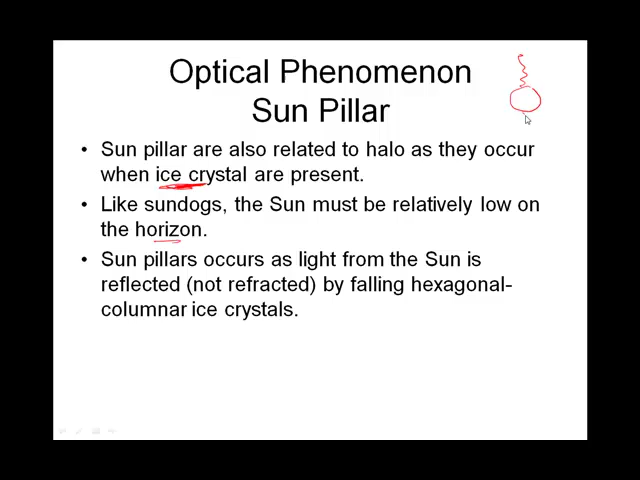 Optical Phenomenon
Sun Pillar
• Sun pillar are also related to halo as they occur
when ice crystal are present.
• Like sundogs, the Sun must be relatively low on
the horizon.
• Sun pillars occurs as light from the Sun is
reflected (not refracted) by falling hexagonal-
columnar ice crystals.